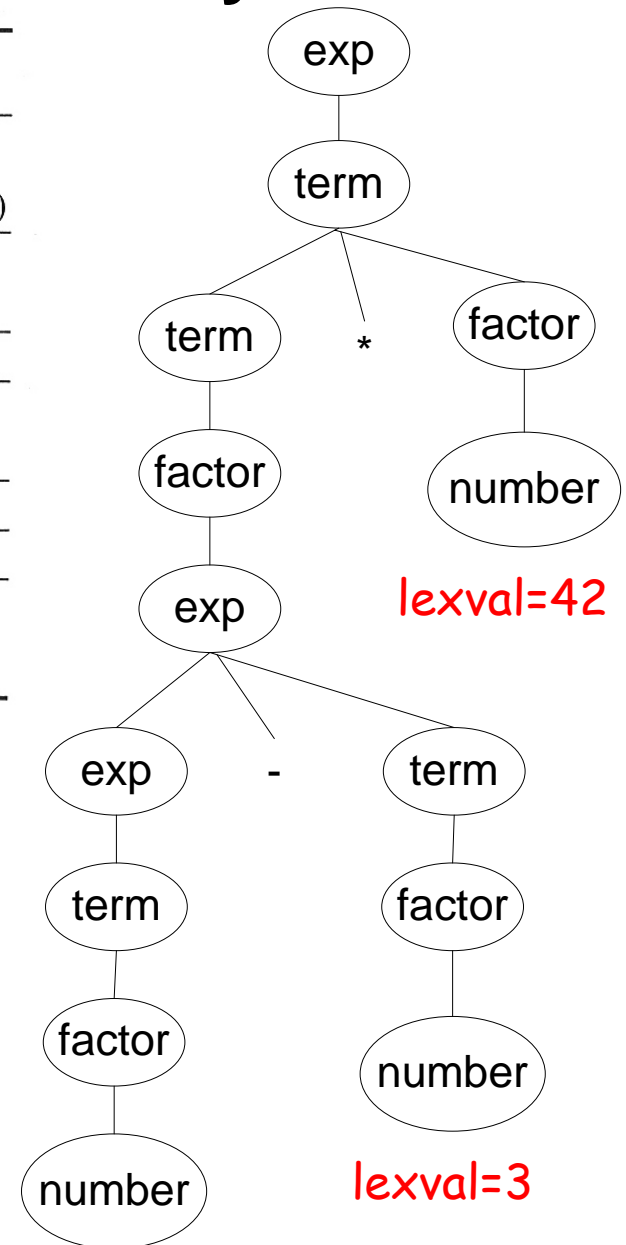 exp
term
term * factor
factor number
lexval=42
exp
exp - term
term factor
factor number
number lexval=3